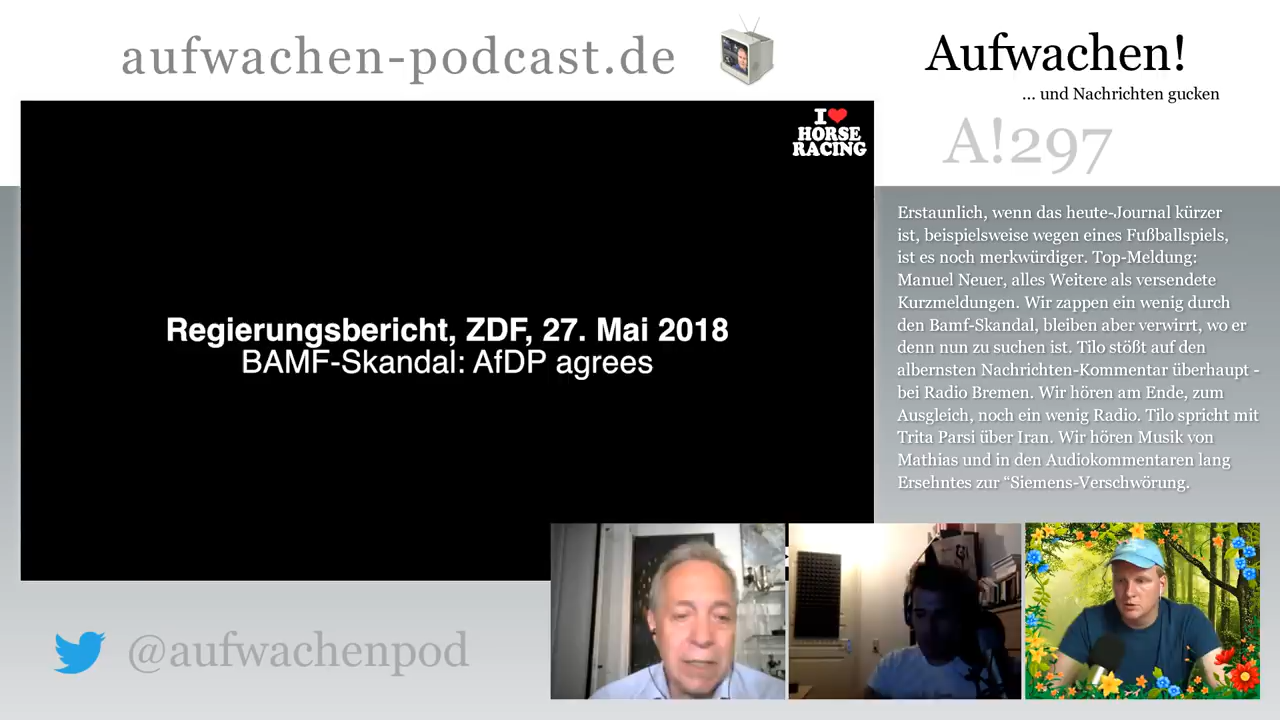 aufwachen-podcast.de
Aufwachen!
... und Nachrichten gucken
A!297
I
HORSE
RACING
Regierungsbericht, ZDF, 27. Mai 2018
BAMF-Skandal: AfDP agrees
Erstaunlich, wenn das heute-Journal kürzer
ist, beispielsweise wegen eines Fußballspiels,
ist es noch merkwürdiger. Top-Meldung:
Manuel Neuer, alles Weitere als versendete
Kurzmeldungen. Wir zappen ein wenig durch
den Bamf-Skandal, bleiben aber verwirrt, wo er
denn nun zu suchen ist. Tilo stößt auf den
albernsten Nachrichten-Kommentar überhaupt -
bei Radio Bremen. Wir hören am Ende, zum
Ausgleich, noch ein wenig Radio. Tilo spricht mit
Trita Parsi über Iran. Wir hören Musik von
Mathias und in den Audiokommentaren lang
Ersehntes zur “Siemens-Verschwörung.
@aufwachenpod